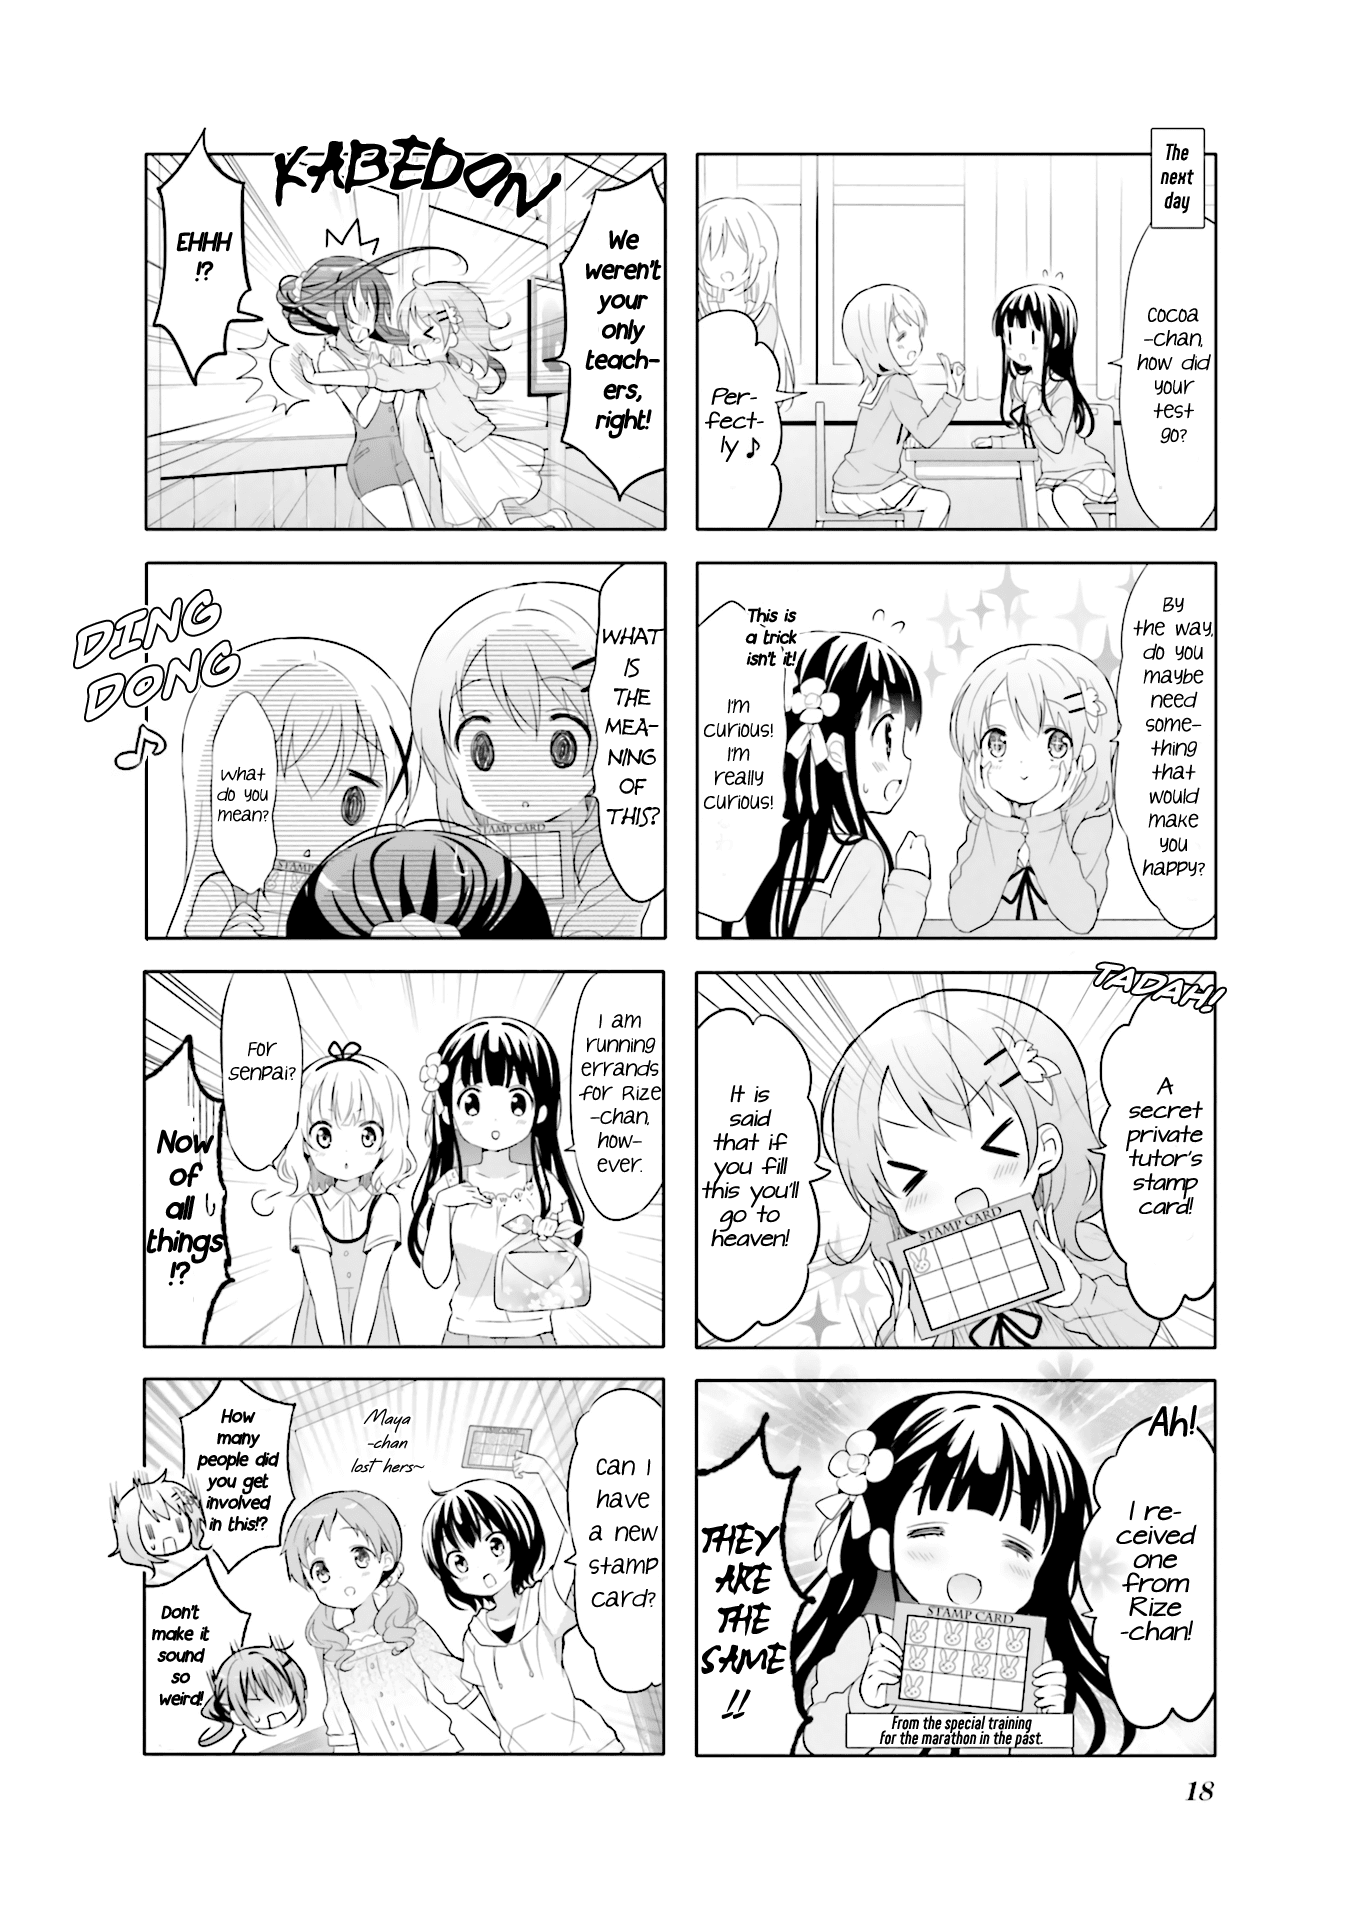 The
next
day
Cocoa
-chan,
how did
your
test
go?
Per-
fect-
ly♪
By
the way,
do you
maybe
need
some-
thing
that
would
make
you
happy?
This is
a trick
isn't it!
I'm
curious!
I'm
really
curious!
TADAH!
A
secret
private
tutor's
stamp
card!
It is
said
that if
you fill
this you'll
go to
heaven!
STAMP CARD
Ah!
I re-
ceived
one
from
Rize
-chan!
THEY
ARE
THE
SAME
!!
STAMP CARD
From the special training
for the marathon in the past.
KABEDON
We
weren't
your
only
teach-
ers,
right!
EHHH
!?
DING
DONG
♪
WHAT
IS
THE
MEA-
NING
OF
THIS?
What
do you
mean?
STAMP CARD
STAMP CARD
I am
running
errands
for Rize
-chan,
how-
ever.
For
senpai?
Now
of
all
things
!?
Can I
have
a new
stamp
card?
Maya
-chan
lost hers~
STAMP CARD
How
many
people did
you get
involved
in this!?
Don't
make it
sound
so
weird!
18